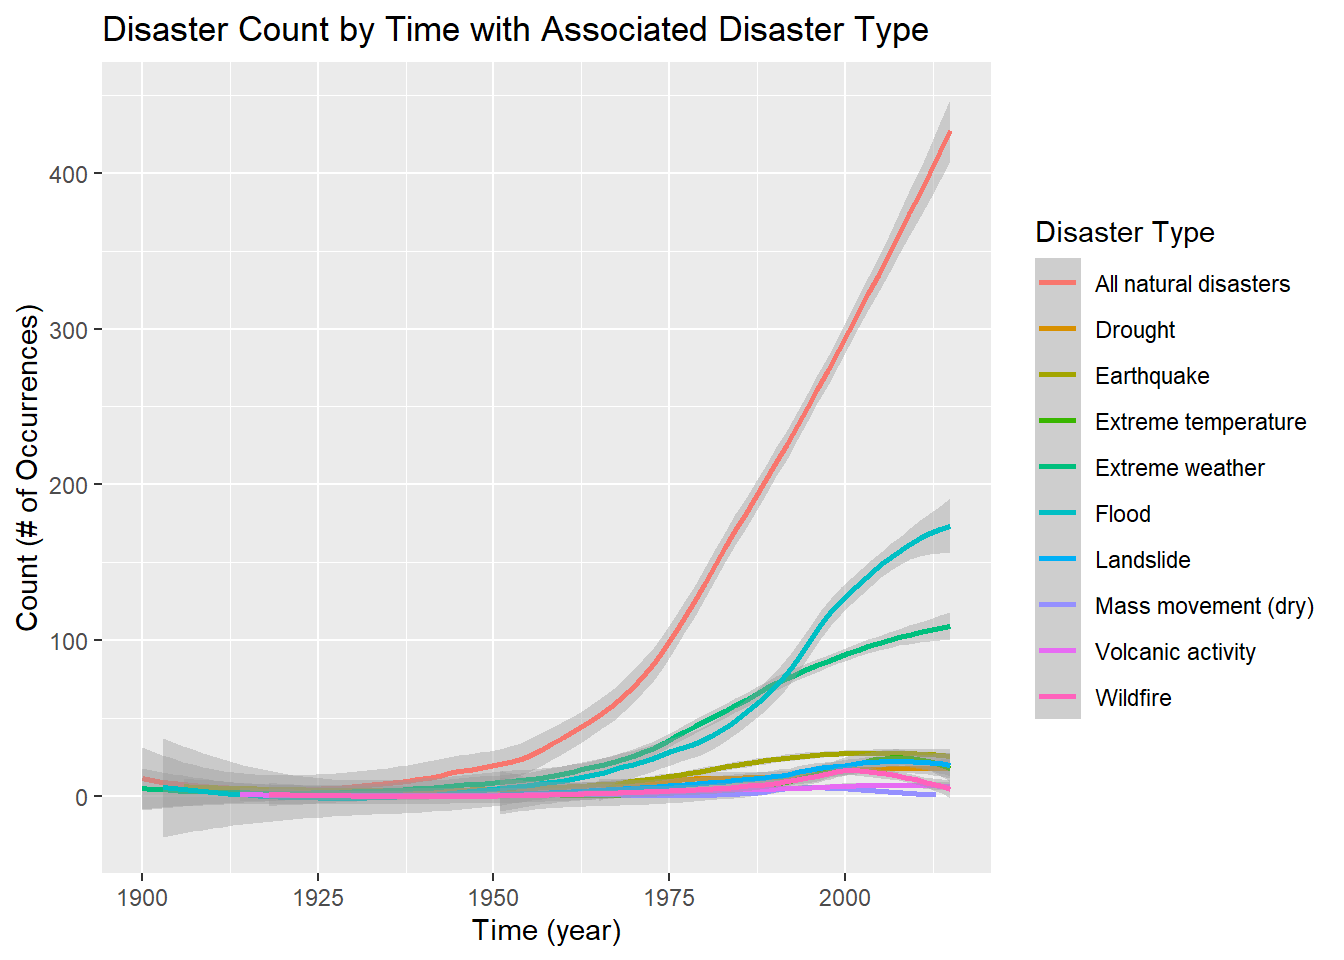 Disaster Count by Time with Associated Disaster Type
Count (# of Occurrences)
400
300
200
100
0
1900
1925
1950
1975
2000
Time (year)
Disaster Type
All natural disasters
Drought
Earthquake
Extreme temperature
Extreme weather
Flood
Landslide
Mass movement (dry)
Volcanic activity
Wildfire